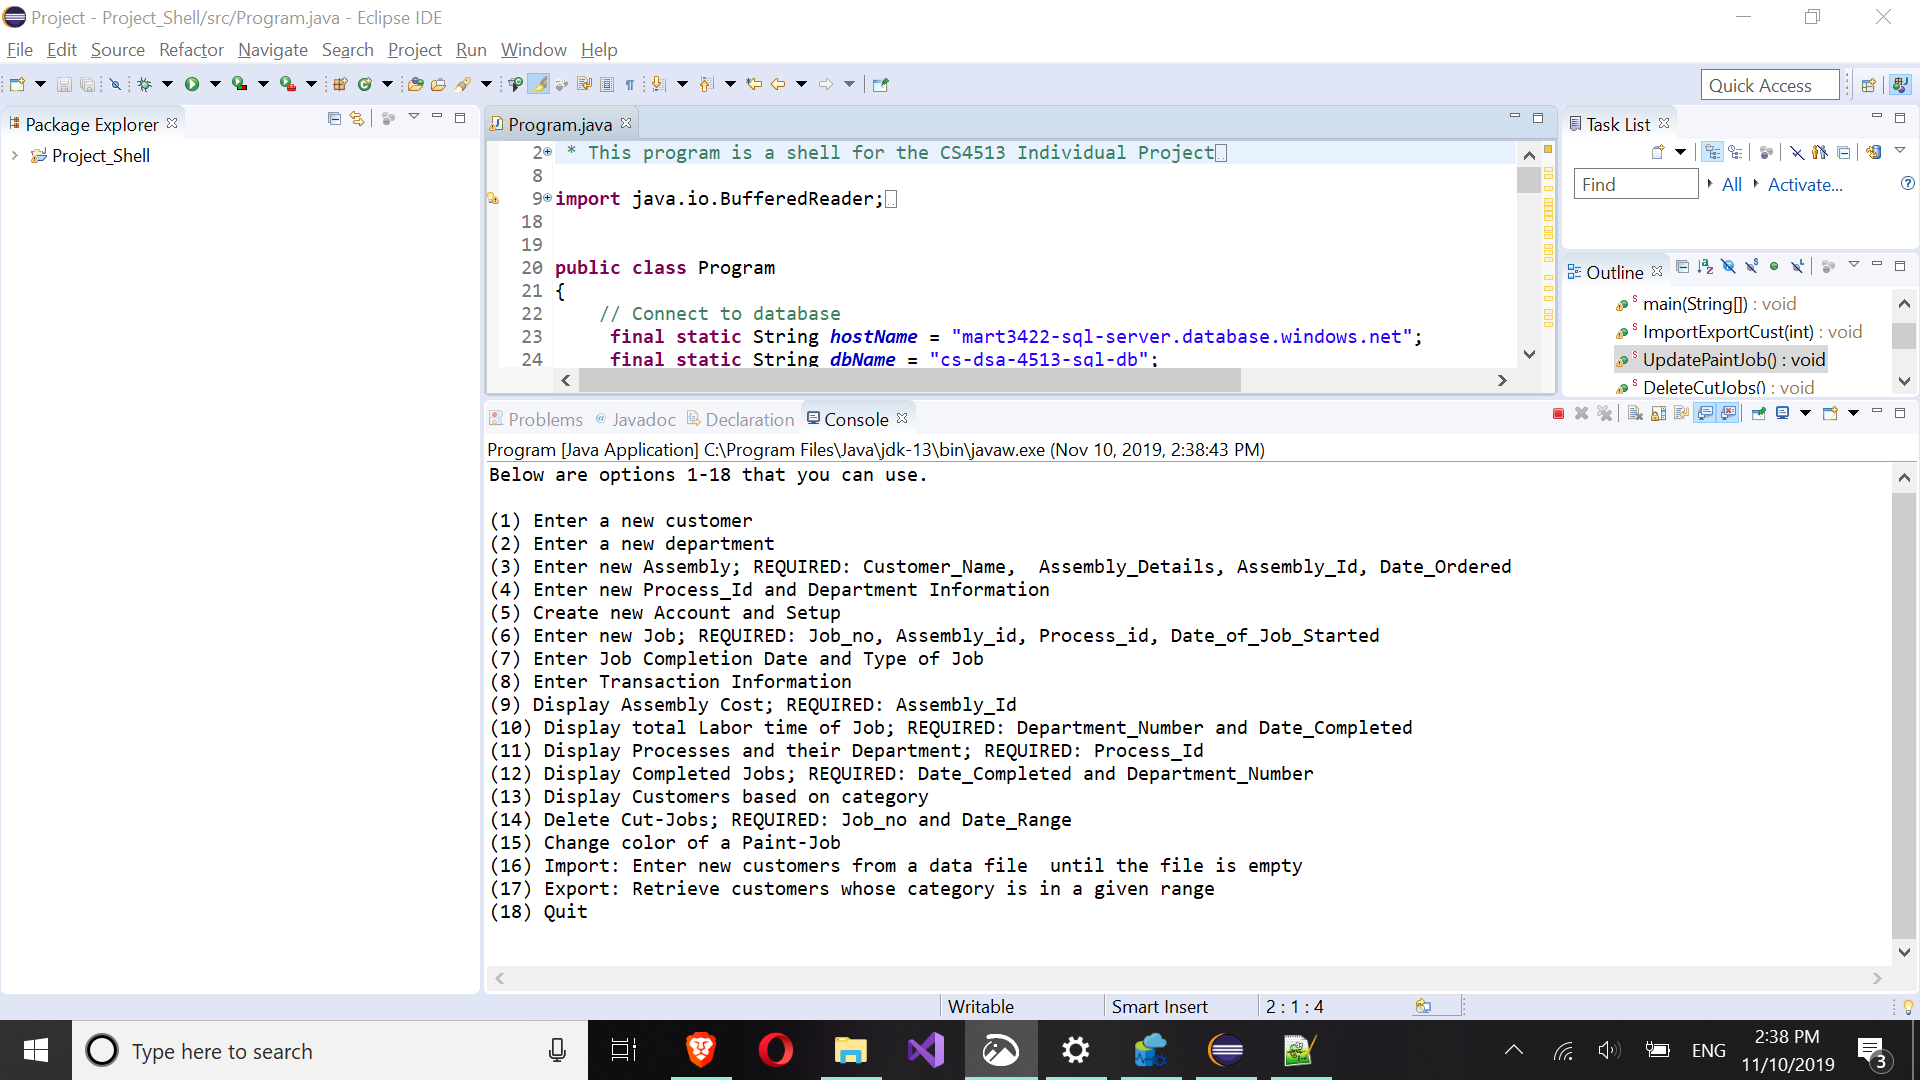 Project - Project_Shell/src/Program.java - Eclipse IDE
File Edit Source Refactor Navigate Search Project Run Window Help
Quick Access
Package Explorer
Project_Shell
Program.java
2 * This program is a shell for the CS4513 Individual Project
8
9 import java.io.BufferedReader;
18
19
20 public class Program
21 {
22 // Connect to database
23 final static String hostName = "mart3422-sql-server.database.windows.net";
24 final static String dbName = "cs-dsa-4513-sql-db";
Task List
Find All Activate...
Outline
main(String[]) : void
ImportExportCust(int) : void
UpdatePaintJob() : void
DeleteCutJobs() : void
Problems @ Javadoc Declaration Console
Program [Java Application] C:\Program Files\Java\jdk-13\bin\javaw.exe (Nov 10, 2019, 2:38:43 PM)
Below are options 1-18 that you can use.
(1) Enter a new customer
(2) Enter a new department
(3) Enter new Assembly; REQUIRED: Customer_Name,  Assembly_Details, Assembly_Id, Date_Ordered
(4) Enter new Process_Id and Department Information
(5) Create new Account and Setup
(6) Enter new Job; REQUIRED: Job_no, Assembly_id, Process_id, Date_of_Job_Started
(7) Enter Job Completion Date and Type of Job
(8) Enter Transaction Information
(9) Display Assembly Cost; REQUIRED: Assembly_Id
(10) Display total Labor time of Job; REQUIRED: Department_Number and Date_Completed
(11) Display Processes and their Department; REQUIRED: Process_Id
(12) Display Completed Jobs; REQUIRED: Date_Completed and Department_Number
(13) Display Customers based on category
(14) Delete Cut-Jobs; REQUIRED: Job_no and Date_Range
(15) Change color of a Paint-Job
(16) Import: Enter new customers from a data file  until the file is empty
(17) Export: Retrieve customers whose category is in a given range
(18) Quit
Writable Smart Insert 2 : 1 : 4
Type here to search
ENG
2:38 PM
11/10/2019
3